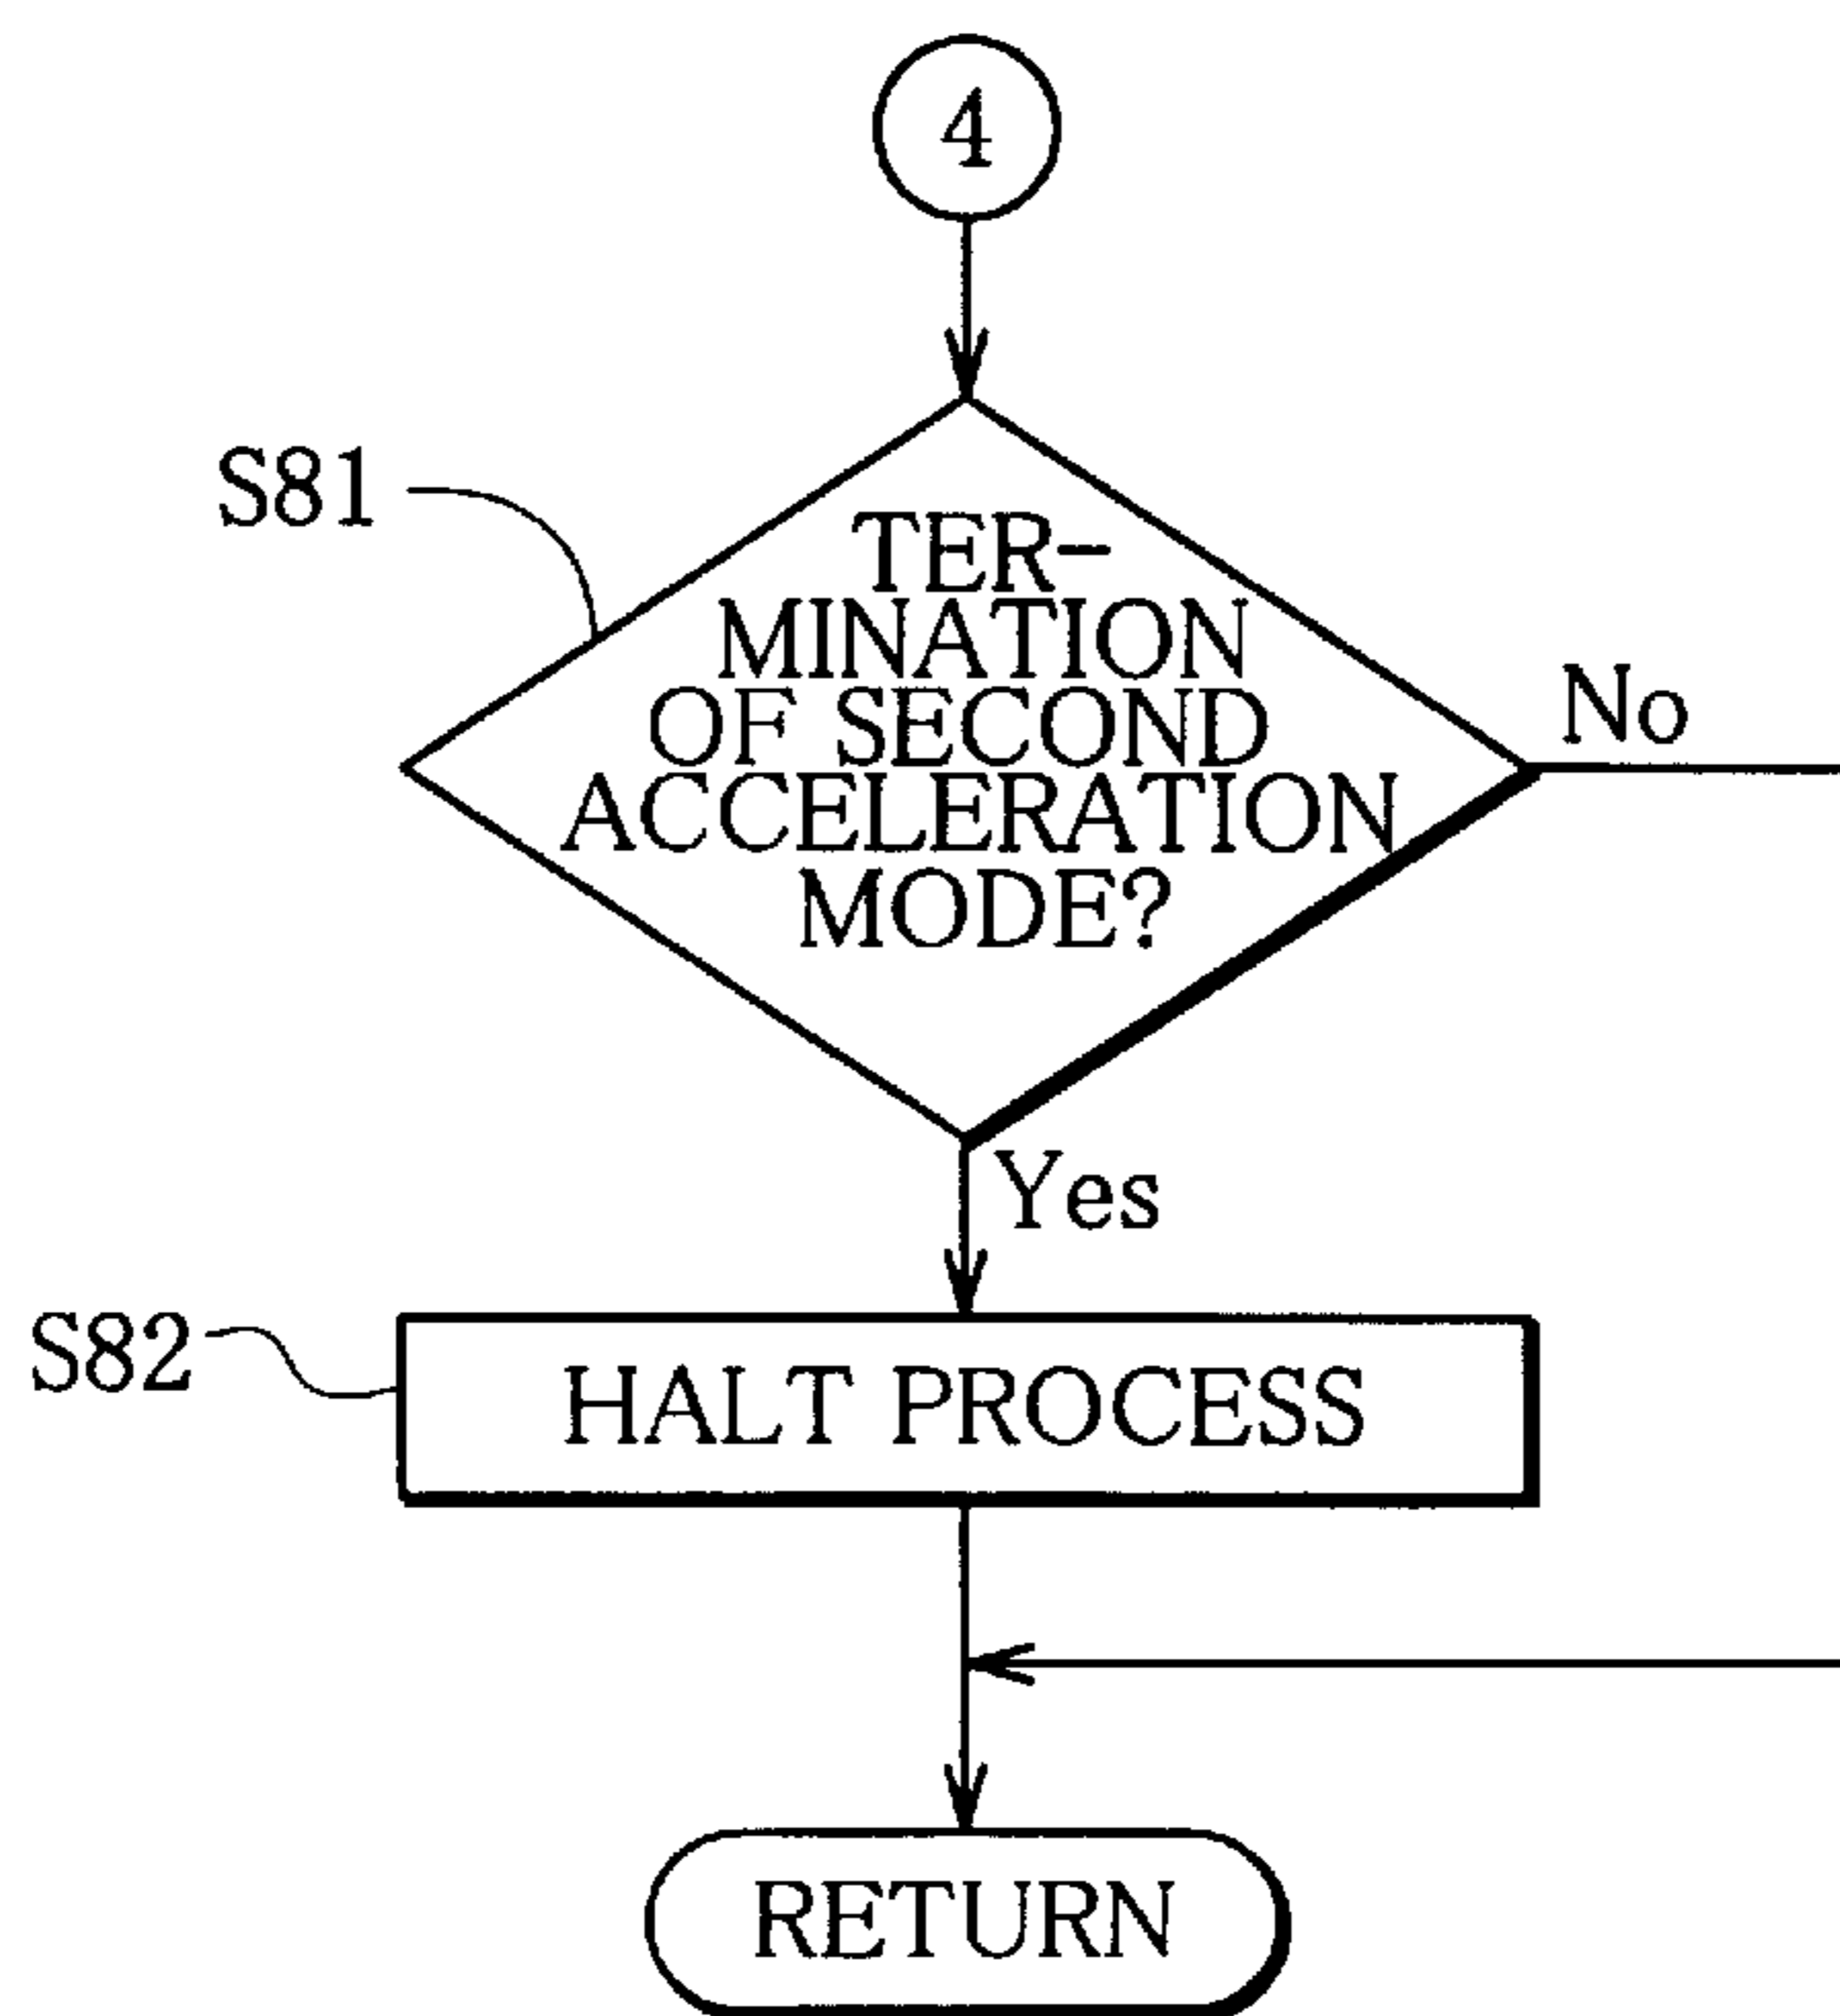 4
S81
TER-
MINATION
OF SECOND
ACCELERATION
MODE?
No
Yes
S82
HALT PROCESS
RETURN